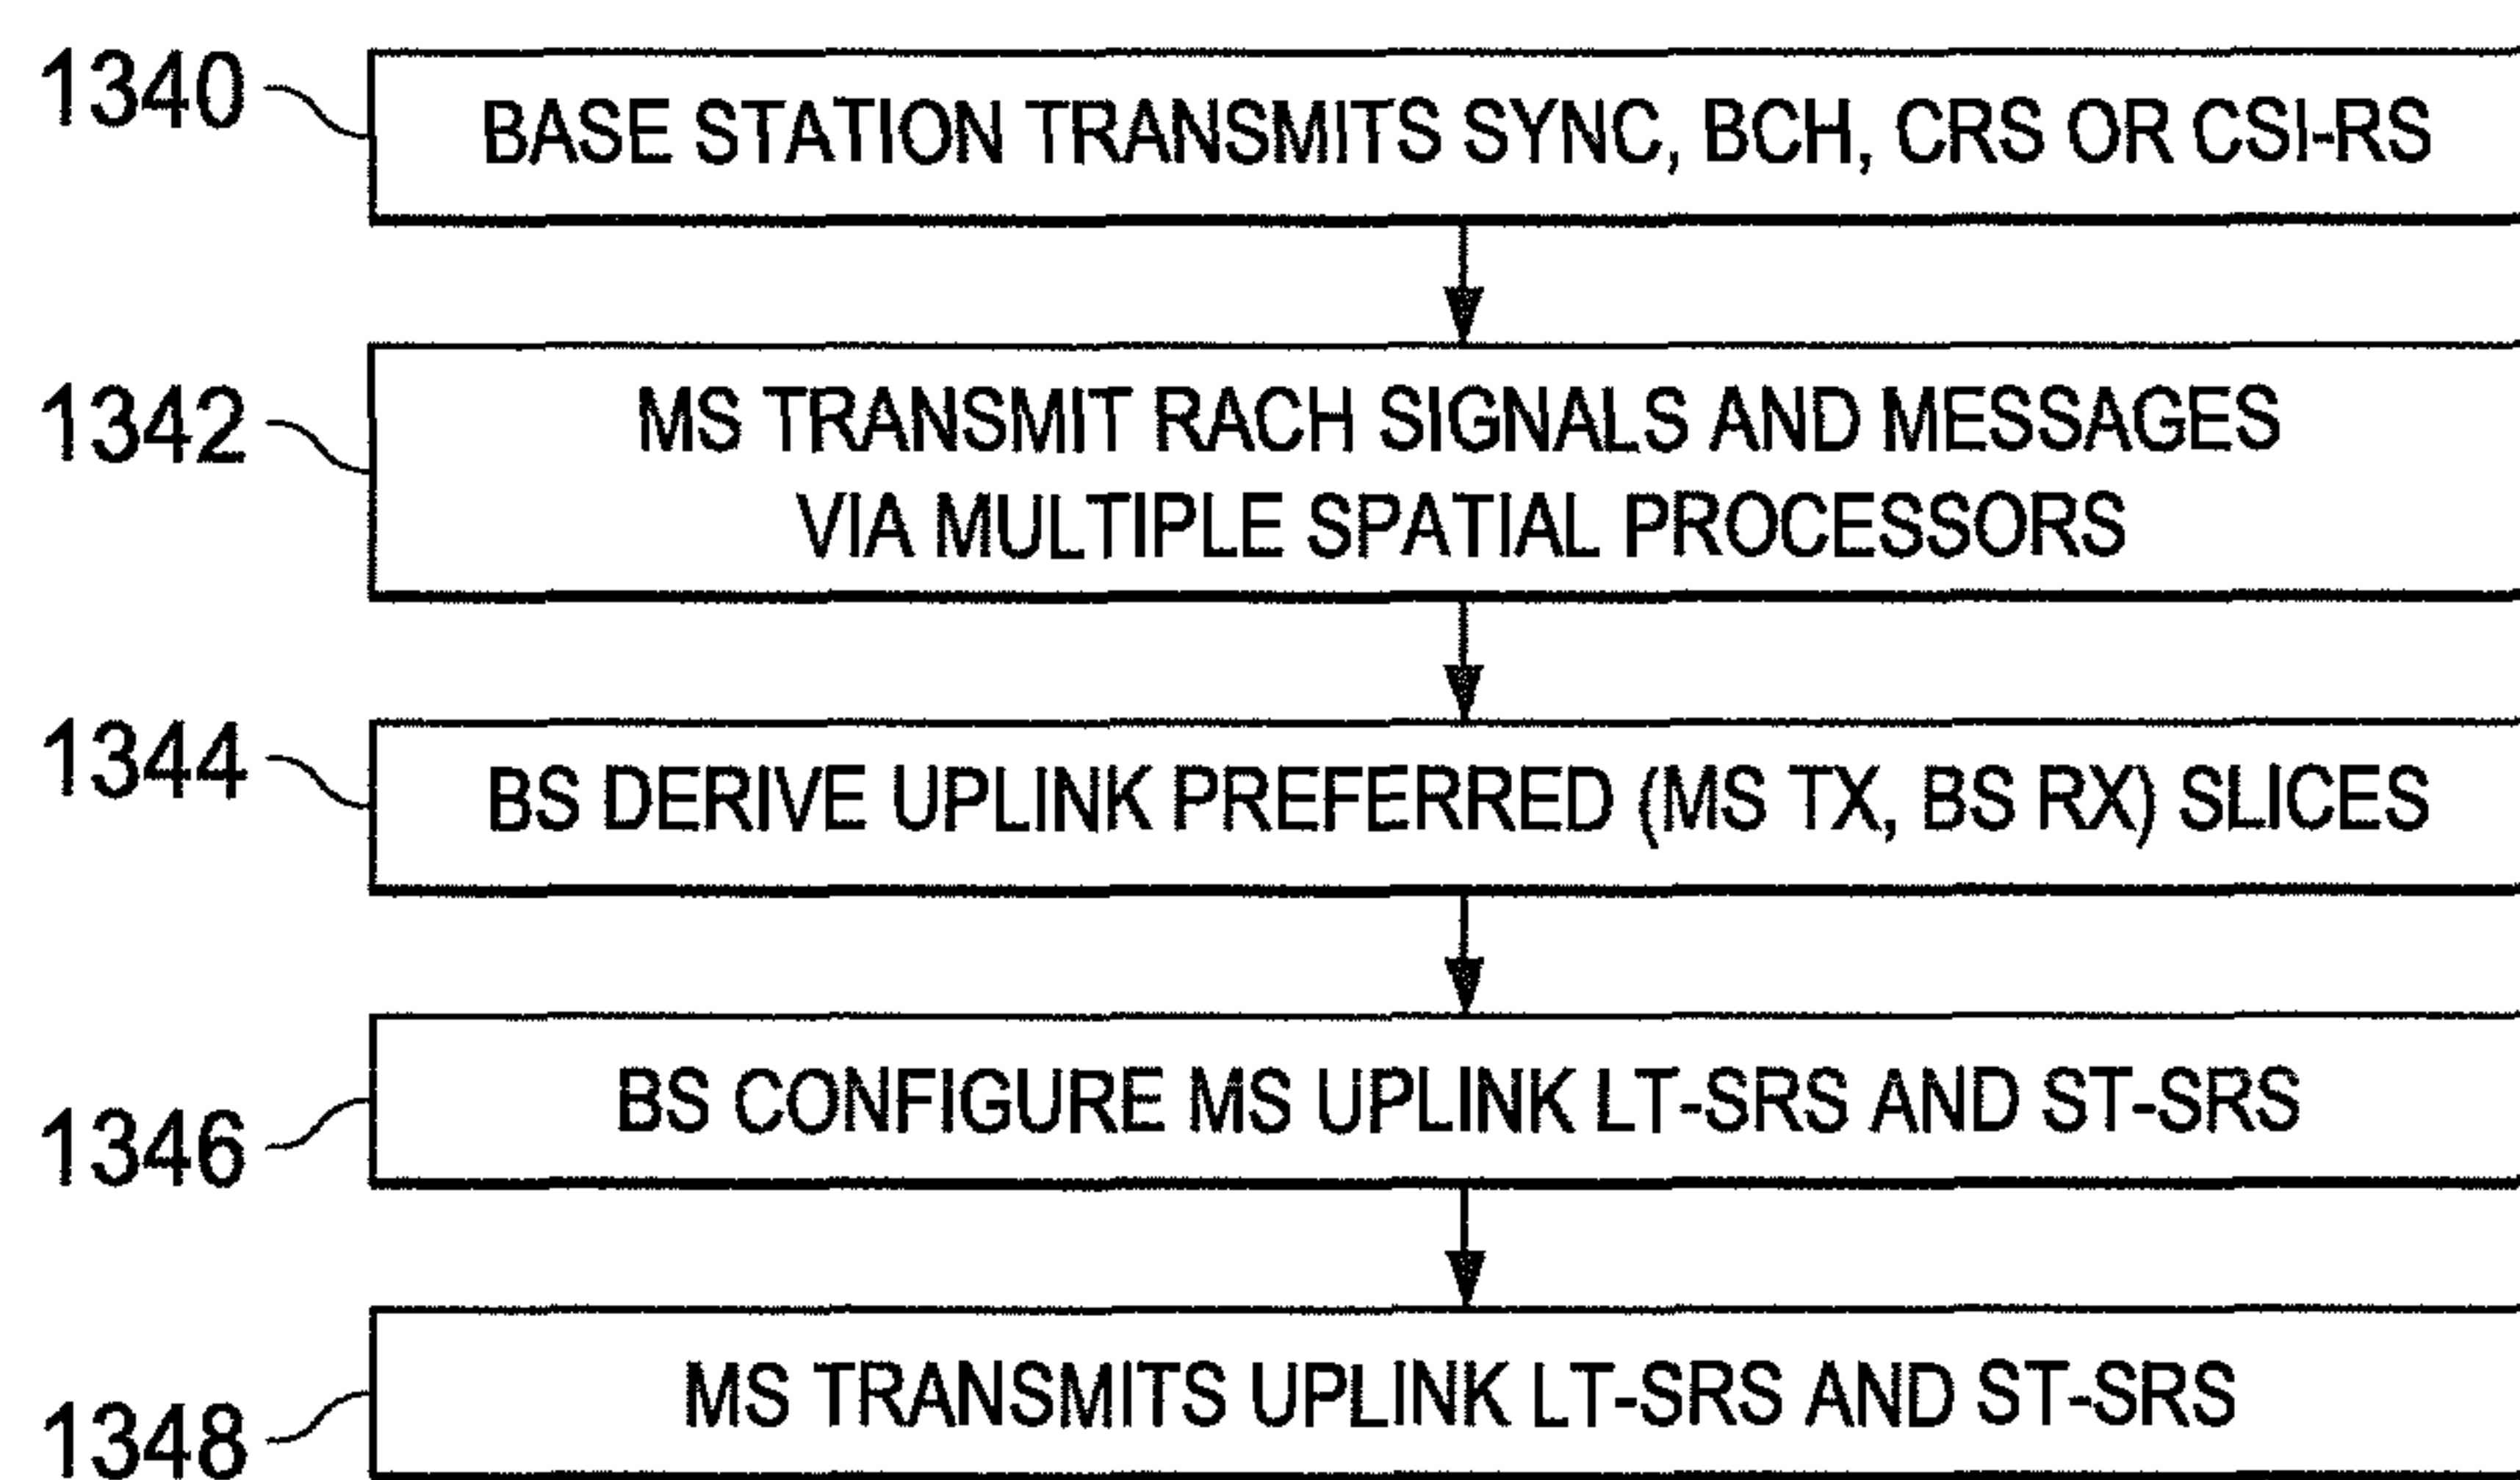 1340
BASE STATION TRANSMITS SYNC, BCH, CRS OR CSI-RS
1342
MS TRANSMIT RACH SIGNALS AND MESSAGES
VIA MULTIPLE SPATIAL PROCESSORS
1344
BS DERIVE UPLINK PREFERRED (MS TX, BS RX) SLICES
1346
BS CONFIGURE MS UPLINK LT-SRS AND ST-SRS
1348
MS TRANSMITS UPLINK LT-SRS AND ST-SRS